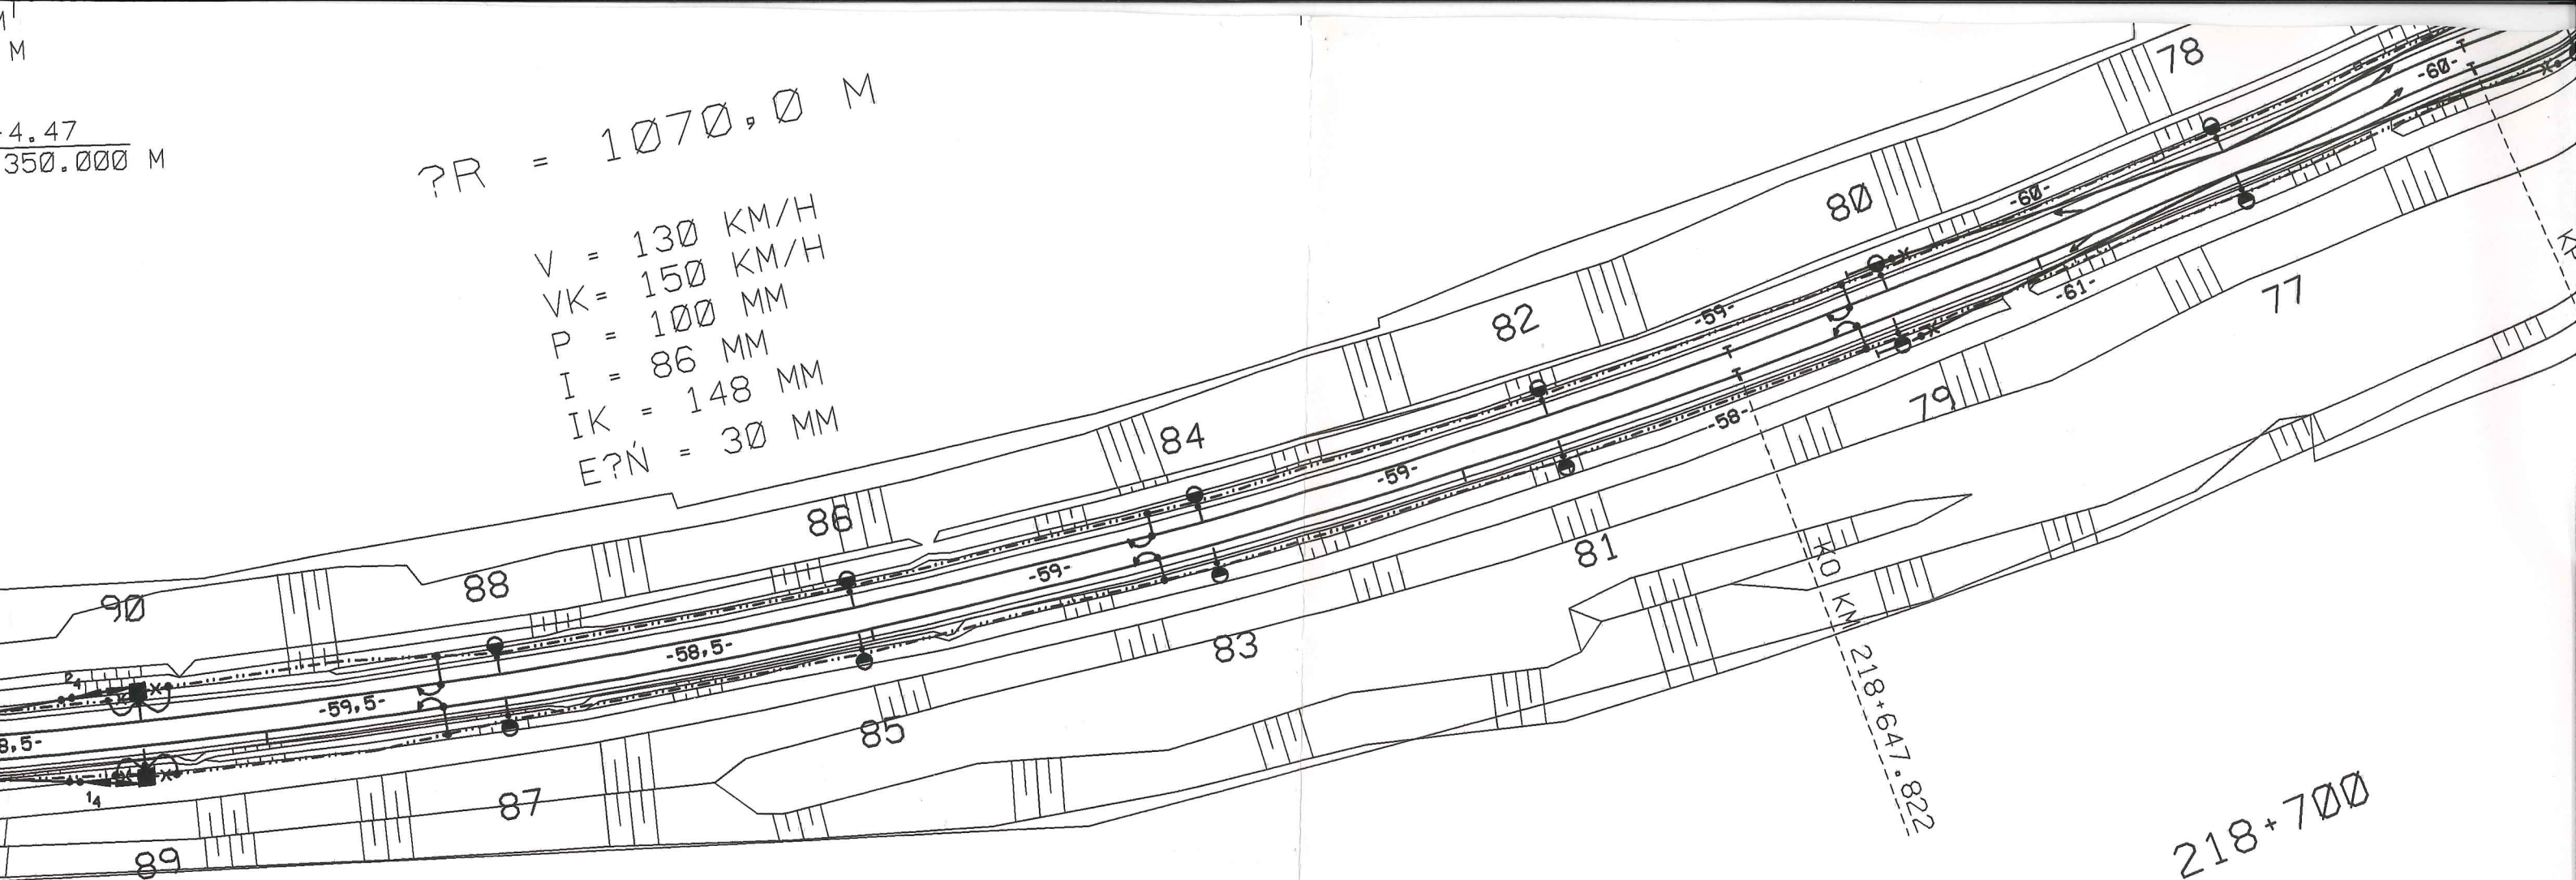 M
-4.47
350.000 M
?R = 1070,0 M
V = 130 KM/H
VK= 150 KM/H
P = 100 MM
I = 86 MM
IK = 148 MM
E?Ń = 30 MM
78
-60-
80
-60-
82
-59-
-61-
77
84
-59-
-58-
79
86
-59-
81
88
-58,5-
83
90
-59,5-
85
8,5-
87
89
24
14
KO KM 218+647.822
218+700